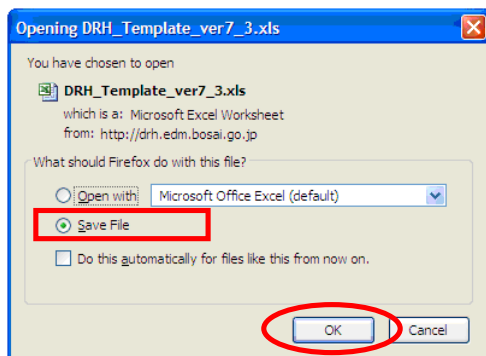 Opening DRH_Template_ver7_3.xls
You have chosen to open
DRH_Template_ver7_3.xls
which is a: Microsoft Excel Worksheet
from: http://drh.edm.bosai.go.jp
What should Firefox do with this file?
Open with Microsoft Office Excel (default)
Save File
Do this automatically for files like this from now on.
OK Cancel